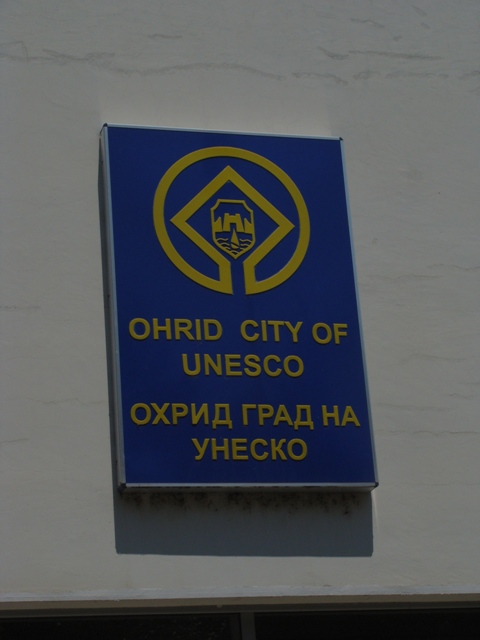 OHRID CITY OF
UNESCO
ОХРИД ГРАД НА
УНЕСКО